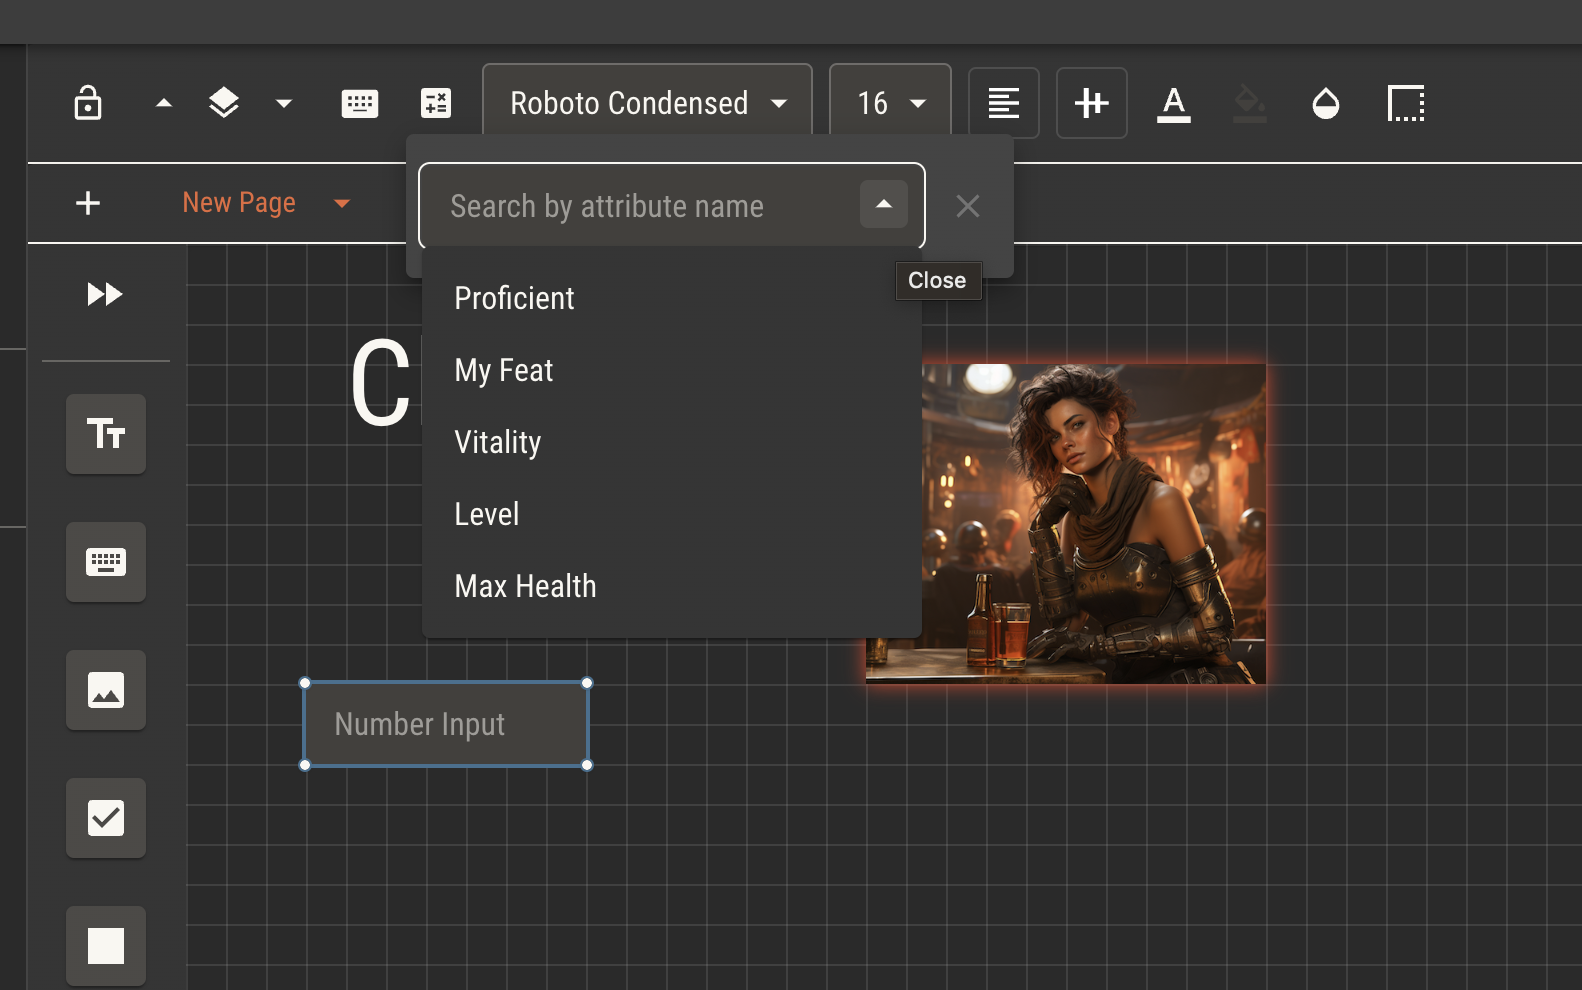 Roboto Condensed
16
New Page
Search by attribute name
Close
Proficient
My Feat
Vitality
Level
Max Health
Number Input